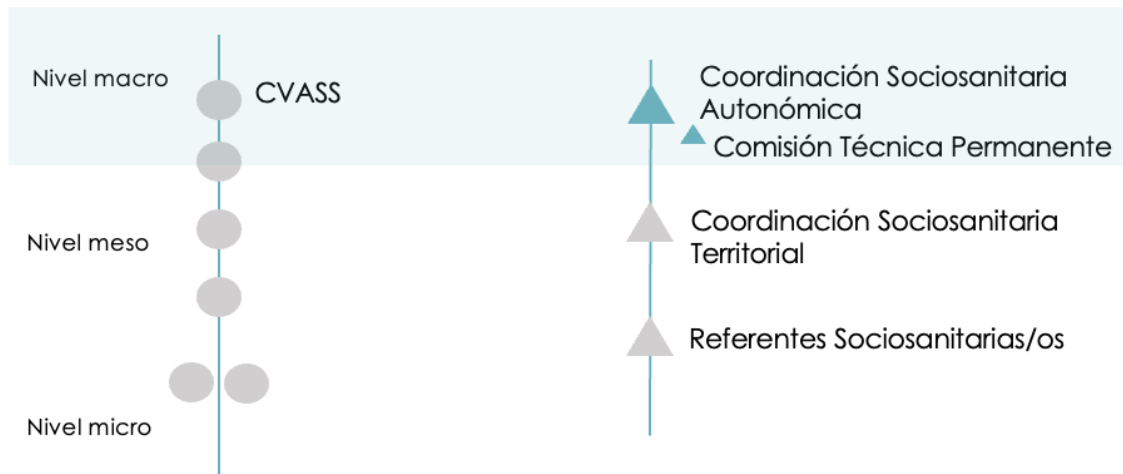 Nivel macro
CVASS
Coordinación Sociosanitaria
Autonómica
Comisión Técnica Permanente
Nivel meso
Coordinación Sociosanitaria
Territorial
Referentes Sociosanitarias/os
Nivel micro